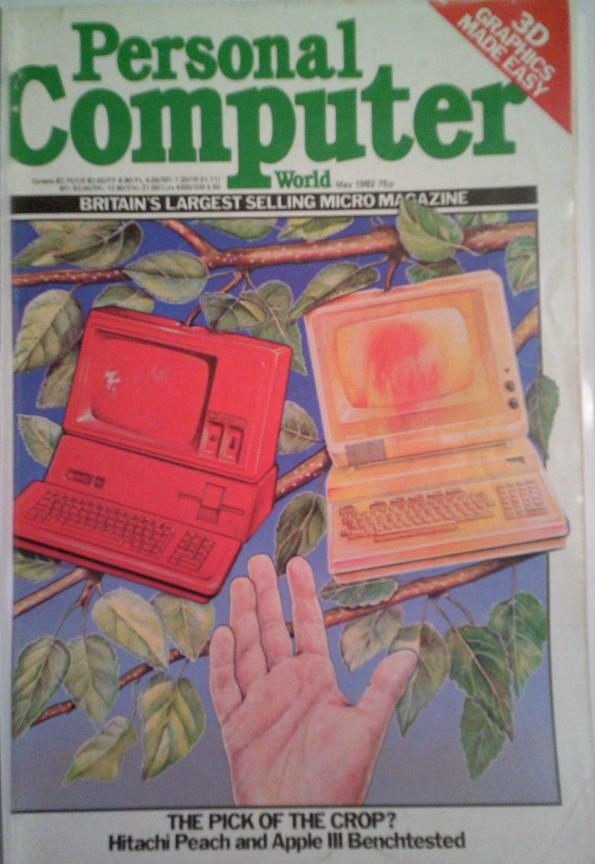 3D
GRAPHICS
MADE EASY
Personal
Computer
World
May 1982 75p
BRITAIN'S LARGEST SELLING MICRO MAGAZINE
THE PICK OF THE CROP?
Hitachi Peach and Apple III Benchtested